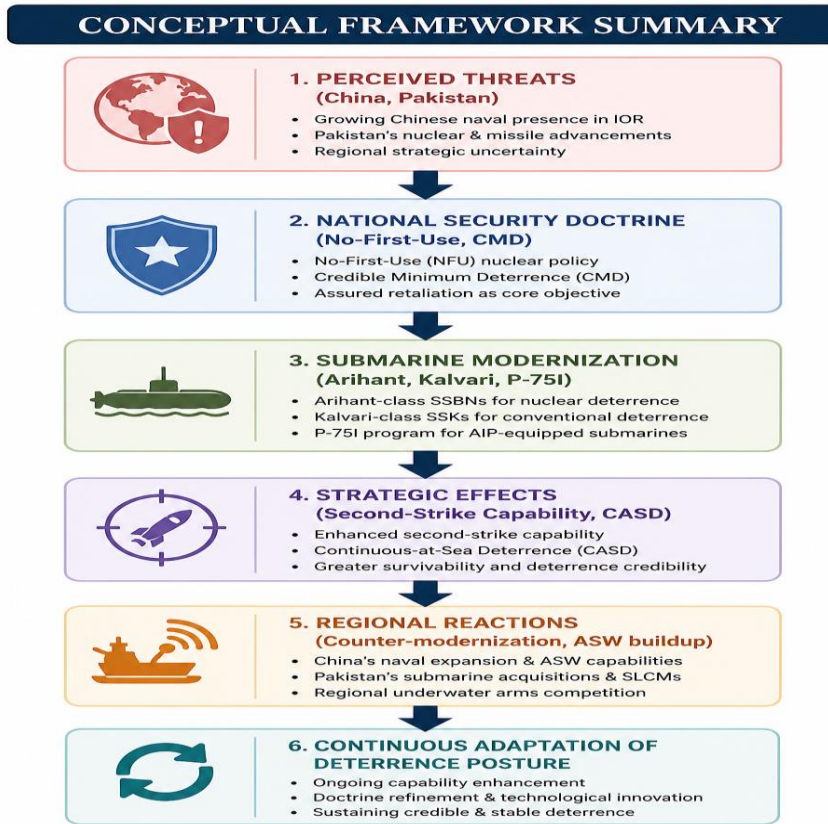 CONCEPTUAL FRAMEWORK SUMMARY
1. PERCEIVED THREATS
(China, Pakistan)
• Growing Chinese naval presence in IOR
• Pakistan's nuclear & missile advancements
• Regional strategic uncertainty
2. NATIONAL SECURITY DOCTRINE
(No-First-Use, CMD)
• No-First-Use (NFU) nuclear policy
• Credible Minimum Deterrence (CMD)
• Assured retaliation as core objective
3. SUBMARINE MODERNIZATION
(Arihant, Kalvari, P-75I)
• Arihant-class SSBNs for nuclear deterrence
• Kalvari-class SSKs for conventional deterrence
• P-75I program for AIP-equipped submarines
4. STRATEGIC EFFECTS
(Second-Strike Capability, CASD)
• Enhanced second-strike capability
• Continuous-at-Sea Deterrence (CASD)
• Greater survivability and deterrence credibility
5. REGIONAL REACTIONS
(Counter-modernization, ASW buildup)
• China's naval expansion & ASW capabilities
• Pakistan's submarine acquisitions & SLCMs
• Regional underwater arms competition
6. CONTINUOUS ADAPTATION OF
DETERRENCE POSTURE
• Ongoing capability enhancement
• Doctrine refinement & technological innovation
• Sustaining credible & stable deterrence